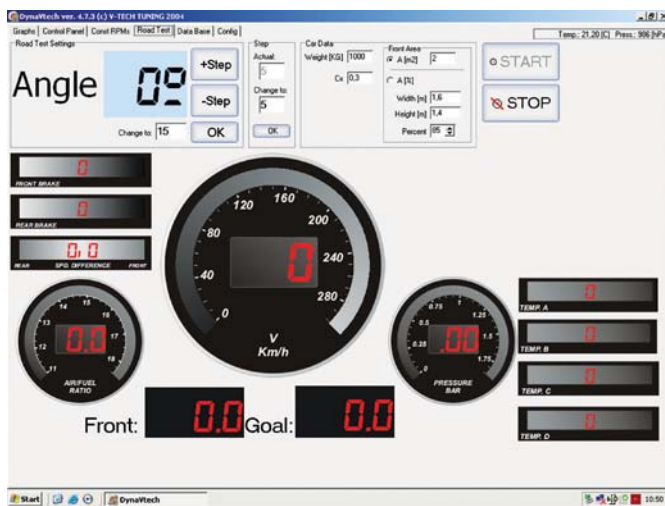 DynaVtech ver. 4.7.3 (c) V-TECH TUNING 2004
Graphs Control Panel Const RPMs Road Test Data Base Config
Temp.: 21,20 [C] Press.: 986 [hPa]
Road Test Settings
Angle 0º
+Step
-Step
Change to: 15 OK
Step
Actual:
5
Change to:
5
OK
Car Data
Weight [KG] 1000
Cx 0,3
Front Area
A [m2] 2
A [%]
Width [m] 1,6
Height [m] 1,4
Percent 85
START
STOP
0
FRONT BRAKE
0
REAR BRAKE
0,0
REAR SPD. DIFFERENCE FRONT
11 12 13 14 15 16 17 18
0.0
AIR/FUEL
RATIO
0 40 80 120 160 200 240 280
0
V
Km/h
0 0.25 0.5 0.75 1 1.25 1.5 1.75
.00
PRESSURE
BAR
0
TEMP. A
0
TEMP. B
0
TEMP. C
0
TEMP. D
Front: 0.0 Goal: 0.0
Start DynaVtech 10:50